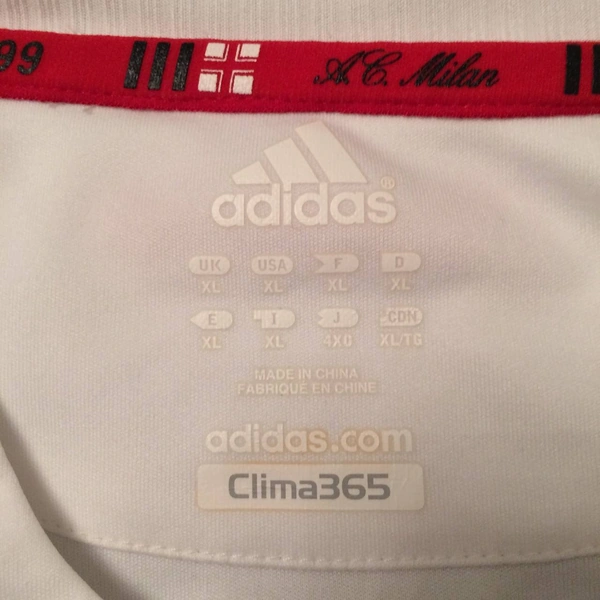 99 A.C. Milan
adidas®
UK USA F D
XL XL XL XL
E I J CDN
XL XL 4XO XL/TG
MADE IN CHINA
FABRIQUE EN CHINE
adidas.com
Clima365